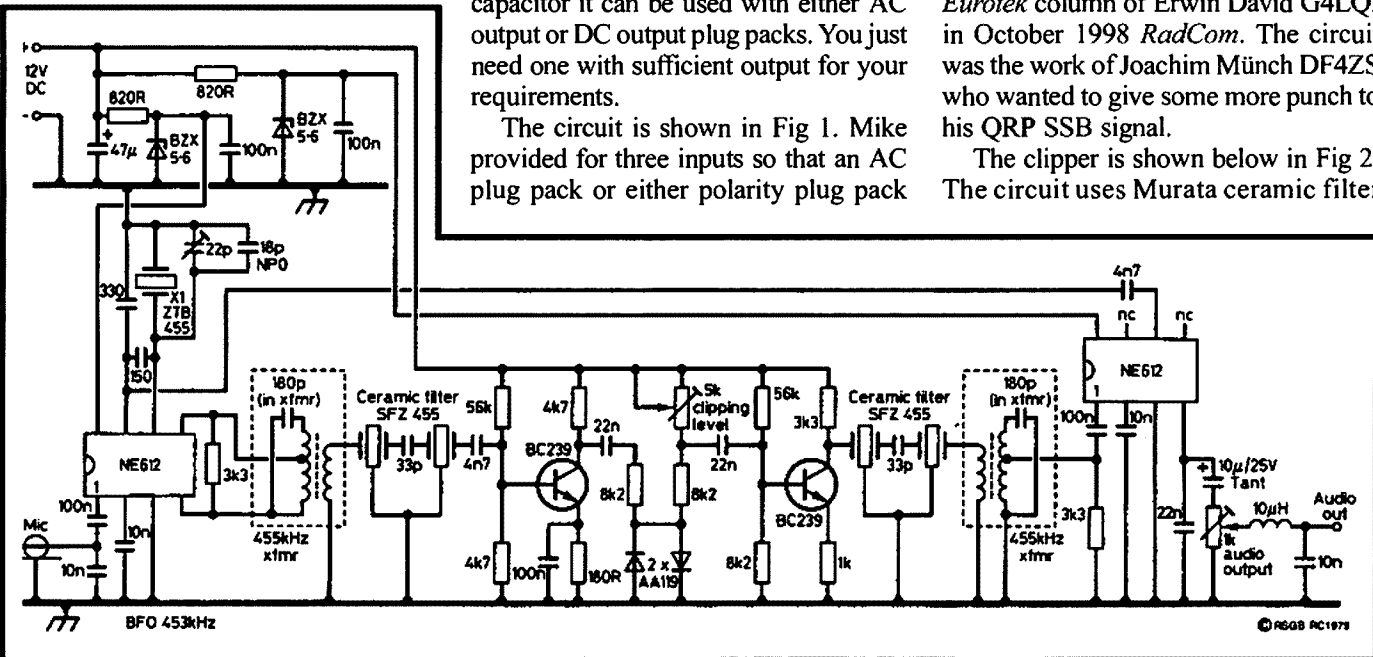 capacitor it can be used with either AC
output or DC output plug packs. You just
need one with sufficient output for your
requirements.
The circuit is shown in Fig 1. Mike
provided for three inputs so that an AC
plug pack or either polarity plug pack
Eurotek column of Erwin David G4LQ
in October 1998 RadCom. The circui
was the work of Joachim Münch DF4ZS
who wanted to give some more punch to
his QRP SSB signal.
The clipper is shown below in Fig 2
The circuit uses Murata ceramic filter
+
12V
DC
-
820R
820R
+
47μ
BZX
5·6
100n
BZX
5·6
100n
22p
18p
NPO
330
X1
ZTB
455
150
4n7
nc
nc
NE612
1
100n
10n
NE612
1
100n
Mic
10n
10n
3k3
180p
(in xfmr)
455kHz
xfmr
Ceramic filter
SFZ 455
33p
4n7
56k
4k7
4k7
BC239
100n
180R
22n
8k2
2 x
AA119
5k
clipping
level
8k2
22n
56k
8k2
3k3
BC239
1k
Ceramic filter
SFZ 455
33p
180p
(in xfmr)
455kHz
xfmr
3k3
22n
+
10μ/25V
Tant
1k
audio
output
10μH
Audio
out
10n
BFO 453kHz
© RSGB RC1979